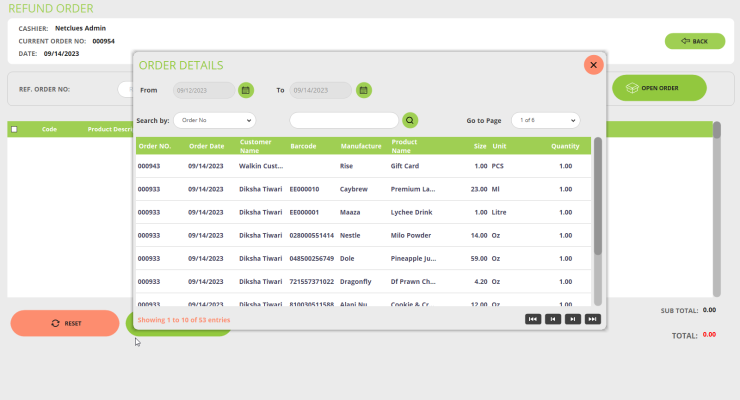 REFUND ORDER
CASHIER: Netclues Admin
CURRENT ORDER NO: 000954
DATE: 09/14/2023
BACK
REF. ORDER NO:
OPEN ORDER
Code Product Descri
ORDER DETAILS
From 09/12/2023 To 09/14/2023
Search by: Order No Go to Page 1 of 6
Order NO. Order Date Customer Name Barcode Manufacture Product Name Size Unit Quantity
000943 09/14/2023 Walkin Cust... Rise Gift Card 1.00 PCS 1.00
000933 09/14/2023 Diksha Tiwari EE000010 Caybrew Premium La... 23.00 Ml 1.00
000933 09/14/2023 Diksha Tiwari EE000001 Maaza Lychee Drink 1.00 Litre 1.00
000933 09/14/2023 Diksha Tiwari 028000551414 Nestle Milo Powder 14.00 Oz 1.00
000933 09/14/2023 Diksha Tiwari 048500256749 Dole Pineapple Ju... 59.00 Oz 1.00
000933 09/14/2023 Diksha Tiwari 721557371022 Dragonfly Df Prawn Ch... 4.20 Oz 1.00
000933 09/14/2023 Diksha Tiwari 810030511588 Alani Nu Cookie & Cr... 12.00 Oz 1.00
Showing 1 to 10 of 53 entries
RESET
SUB TOTAL: 0.00
TOTAL: 0.00